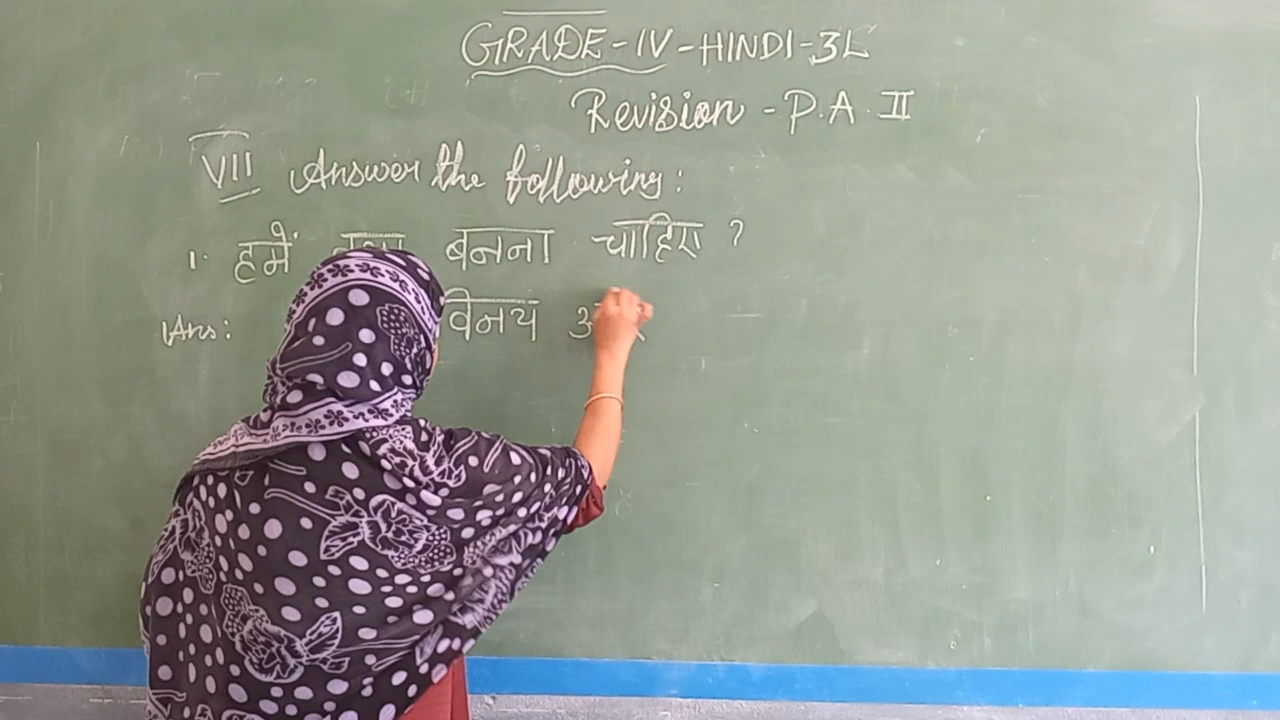 GRADE-IV-HINDI-3L
Revision - P.A. II
VII Answer the following:
1. हमें क्या बनना चाहिए ?
Ans: विनय